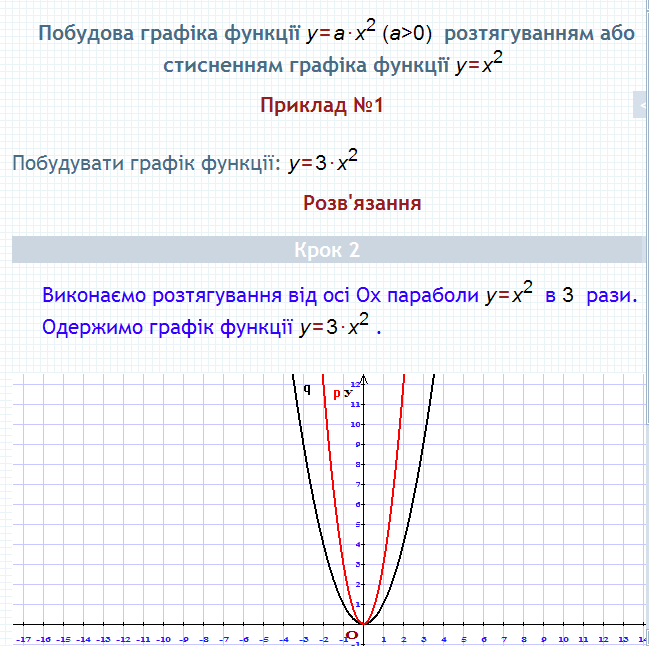 Побудова графіка функції y=a·x² (a>0) розтягуванням або
стисненням графіка функції y=x²
Приклад №1
<
Побудувати графік функції: y=3·x²
Розв'язання
Крок 2
Виконаємо розтягування від осі Ох параболи y=x² в 3 рази.
Одержимо графік функції y=3·x² .
q p У 12
11
10
9
8
7
6
5
4
3
2
1
О
-17 -16 -15 -14 -13 -12 -11 -10 -9 -8 -7 -6 -5 -4 -3 -2 -1 1 2 3 4 5 6 7 8 9 10 11 12 13 14
-1